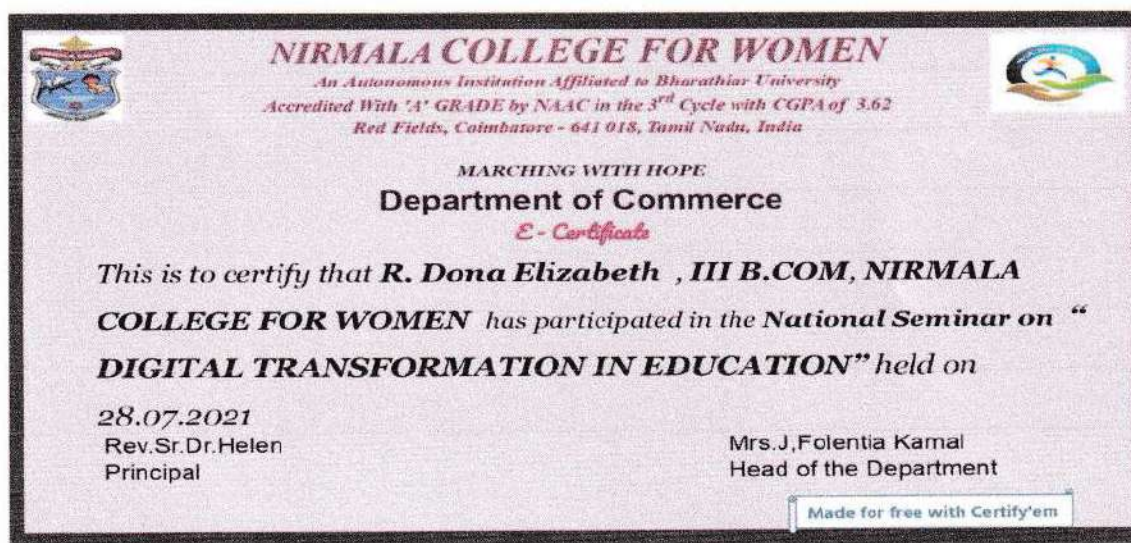 NIRMALA COLLEGE FOR WOMEN
An Autonomous Institution Affiliated to Bharathiar University
Accredited With 'A' GRADE by NAAC in the 3rd Cycle with CGPA of 3.62
Red Fields, Coimbatore - 641 018, Tamil Nadu, India
MARCHING WITH HOPE
Department of Commerce
E - Certificate
This is to certify that R. Dona Elizabeth , III B.COM, NIRMALA
COLLEGE FOR WOMEN has participated in the National Seminar on “
DIGITAL TRANSFORMATION IN EDUCATION” held on
28.07.2021
Rev.Sr.Dr.Helen
Principal
Mrs.J,Folentia Kamal
Head of the Department
Made for free with Certify'em